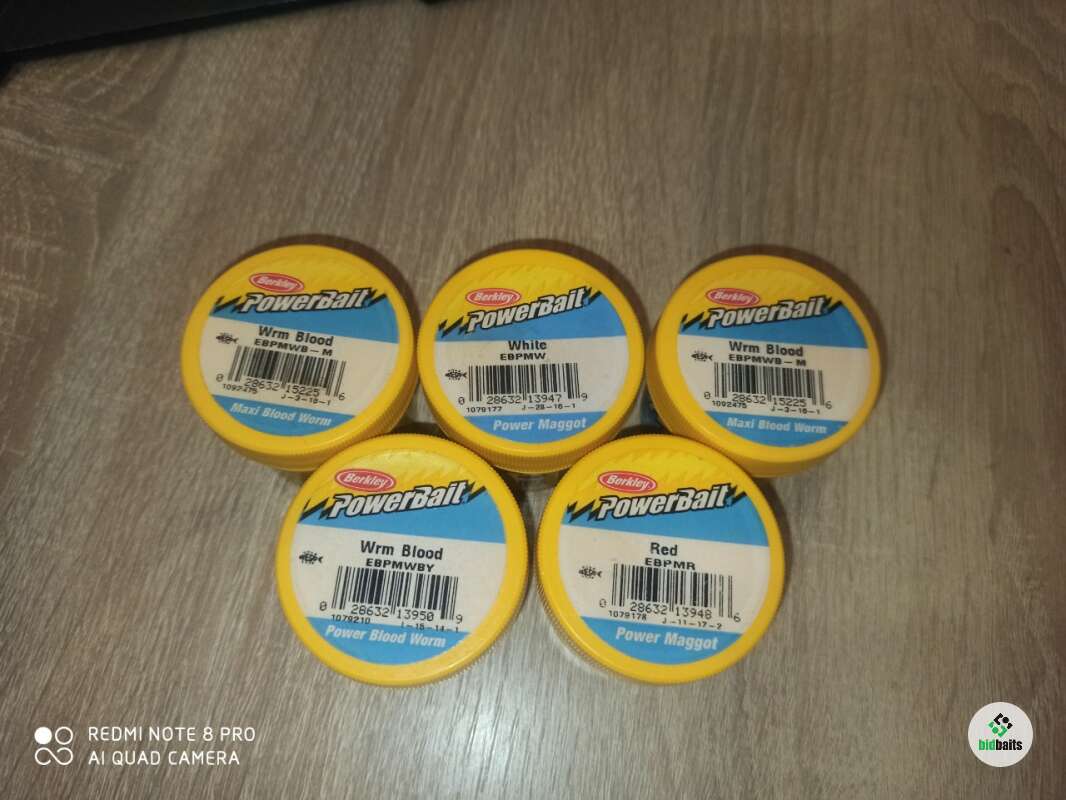 Berkley
PowerBait
Wrm Blood
EBPMWB-M
0 28632 15225 6
1092475 J-3-18-1
Maxi Blood Worm
Berkley
PowerBait
White
EBPMW
0 28632 13947 9
1079177 J-28-16-1
Power Maggot
Berkley
PowerBait
Wrm Blood
EBPMWB-M
0 28632 15225 6
1092475 J-3-18-1
Maxi Blood Worm
Berkley
PowerBait
Wrm Blood
EBPMWBY
0 28632 13950 9
1079210
Power Blood Worm
Berkley
PowerBait
Red
EBPMR
0 28632 13948 6
1079178 J-11-17-2
Power Maggot
REDMI NOTE 8 PRO
AI QUAD CAMERA
bidbaits